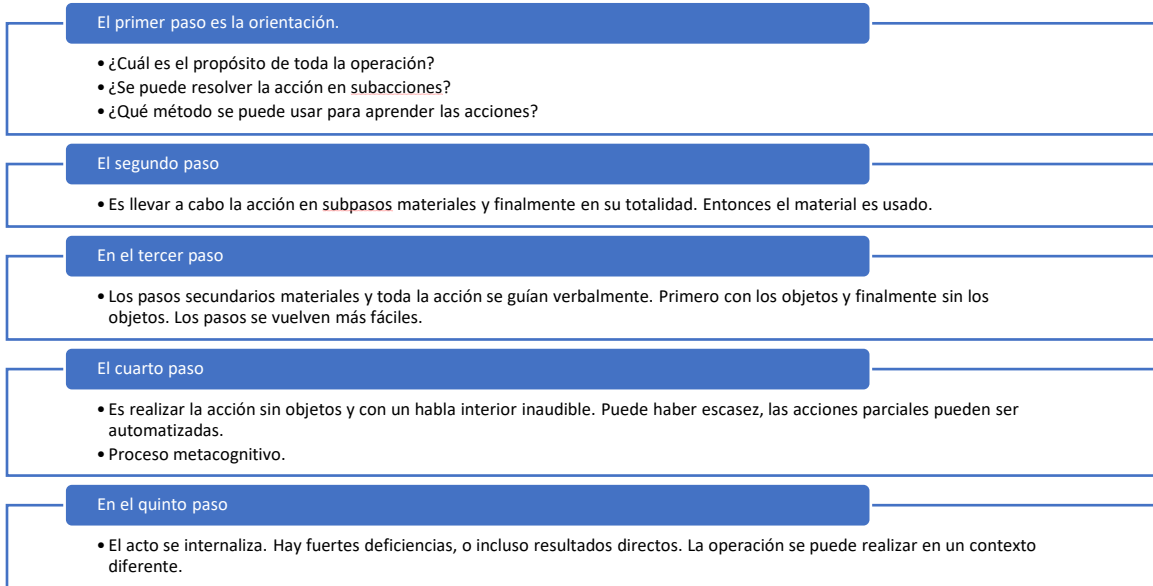 El primer paso es la orientación.
• ¿Cuál es el propósito de toda la operación?
• ¿Se puede resolver la acción en subacciones?
• ¿Qué método se puede usar para aprender las acciones?
El segundo paso
• Es llevar a cabo la acción en subpasos materiales y finalmente en su totalidad. Entonces el material es usado.
En el tercer paso
• Los pasos secundarios materiales y toda la acción se guían verbalmente. Primero con los objetos y finalmente sin los
objetos. Los pasos se vuelven más fáciles.
El cuarto paso
• Es realizar la acción sin objetos y con un habla interior inaudible. Puede haber escasez, las acciones parciales pueden ser
automatizadas.
• Proceso metacognitivo.
En el quinto paso
• El acto se internaliza. Hay fuertes deficiencias, o incluso resultados directos. La operación se puede realizar en un contexto
diferente.